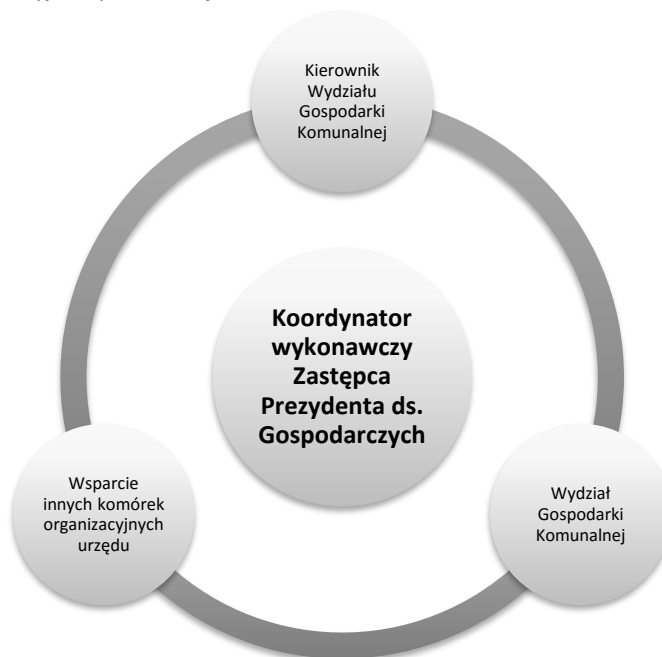 Kierownik
Wydziału
Gospodarki
Komunalnej
Koordynator
wykonawczy
Zastępca
Prezydenta ds.
Gospodarczych
Wsparcie
innych komórek
organizacyjnych
urzędu
Wydział
Gospodarki
Komunalnej